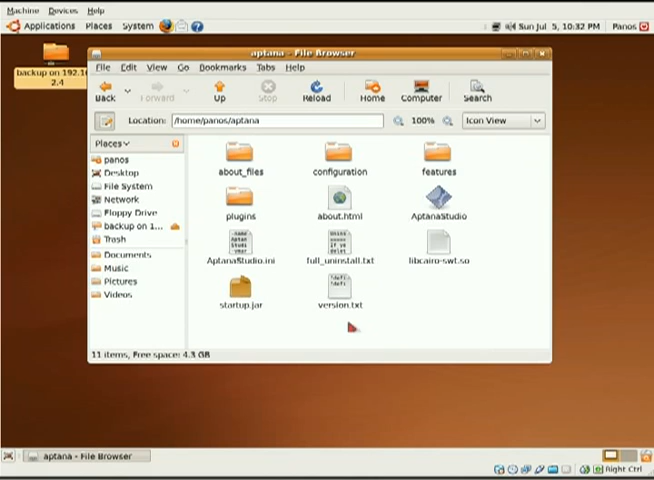 Machine Devices Help
Applications Places System Sun Jul 5, 10:32 PM Panos
backup on 192.16
2.4
aptana - File Browser
File Edit View Go Bookmarks Tabs Help
Back Forward Up Stop Reload Home Computer Search
Location: /home/panos/aptana 100% Icon View
Places
panos
Desktop
File System
Network
Floppy Drive
backup on 1...
Trash
Documents
Music
Pictures
Videos
about_files configuration features
plugins about.html AptanaStudio
AptanaStudio.ini full_uninstall.txt libcairo-swt.so
startup.jar version.txt
11 items, Free space: 4.3 GB
aptana - File Browser
Right Ctrl